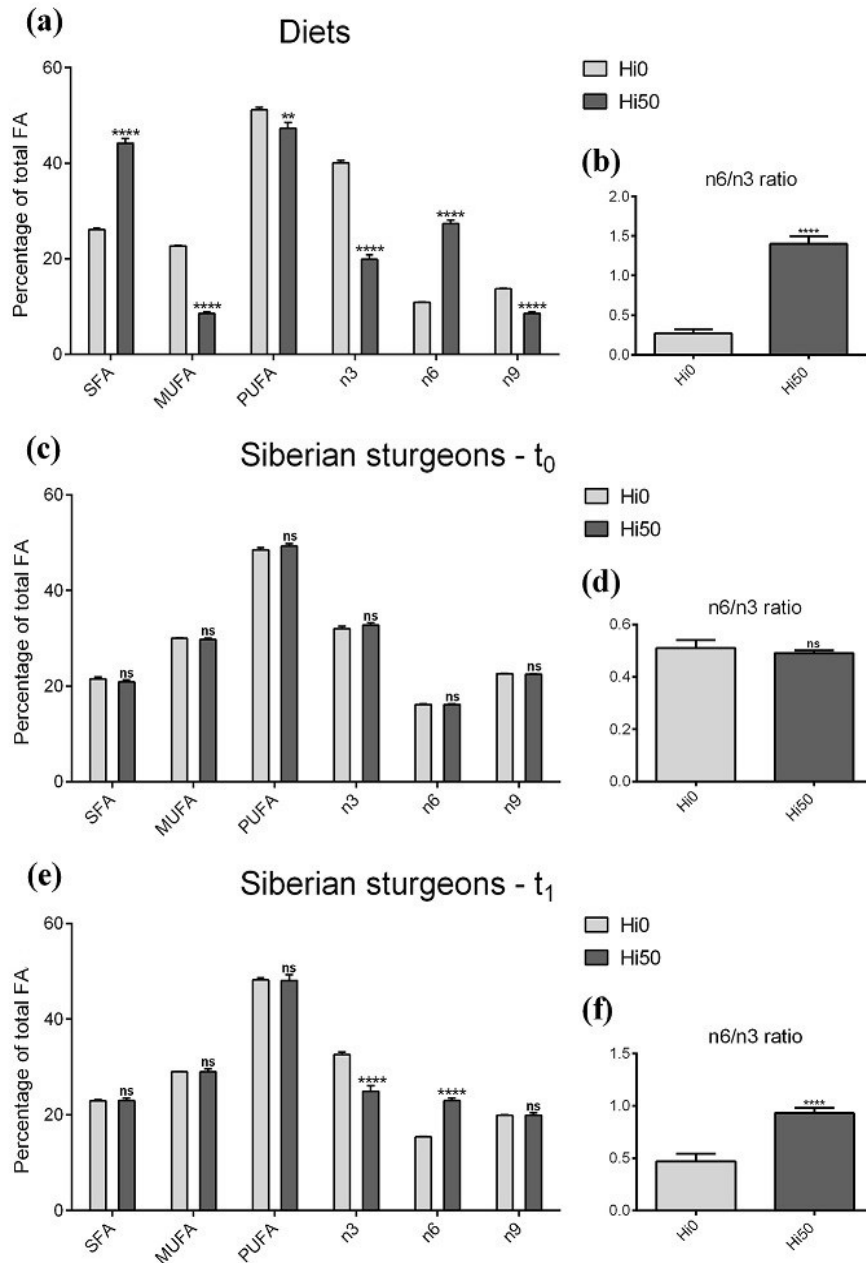 (a)
Diets
Percentage of total FA
60
40
20
0
****
****
**
****
****
****
SFA
MUFA
PUFA
n3
n6
n9
Hi0
Hi50
(b)
n6/n3 ratio
2.0
1.5
1.0
0.5
0.0
****
Hi0
Hi50
(c)
Siberian sturgeons - t0
Percentage of total FA
60
40
20
0
ns
ns
ns
ns
ns
ns
SFA
MUFA
PUFA
n3
n6
n9
Hi0
Hi50
(d)
n6/n3 ratio
0.6
0.4
0.2
0.0
ns
Hi0
Hi50
(e)
Siberian sturgeons - t1
Percentage of total FA
60
40
20
0
ns
ns
ns
****
****
ns
SFA
MUFA
PUFA
n3
n6
n9
Hi0
Hi50
(f)
n6/n3 ratio
1.5
1.0
0.5
0.0
****
Hi0
Hi50